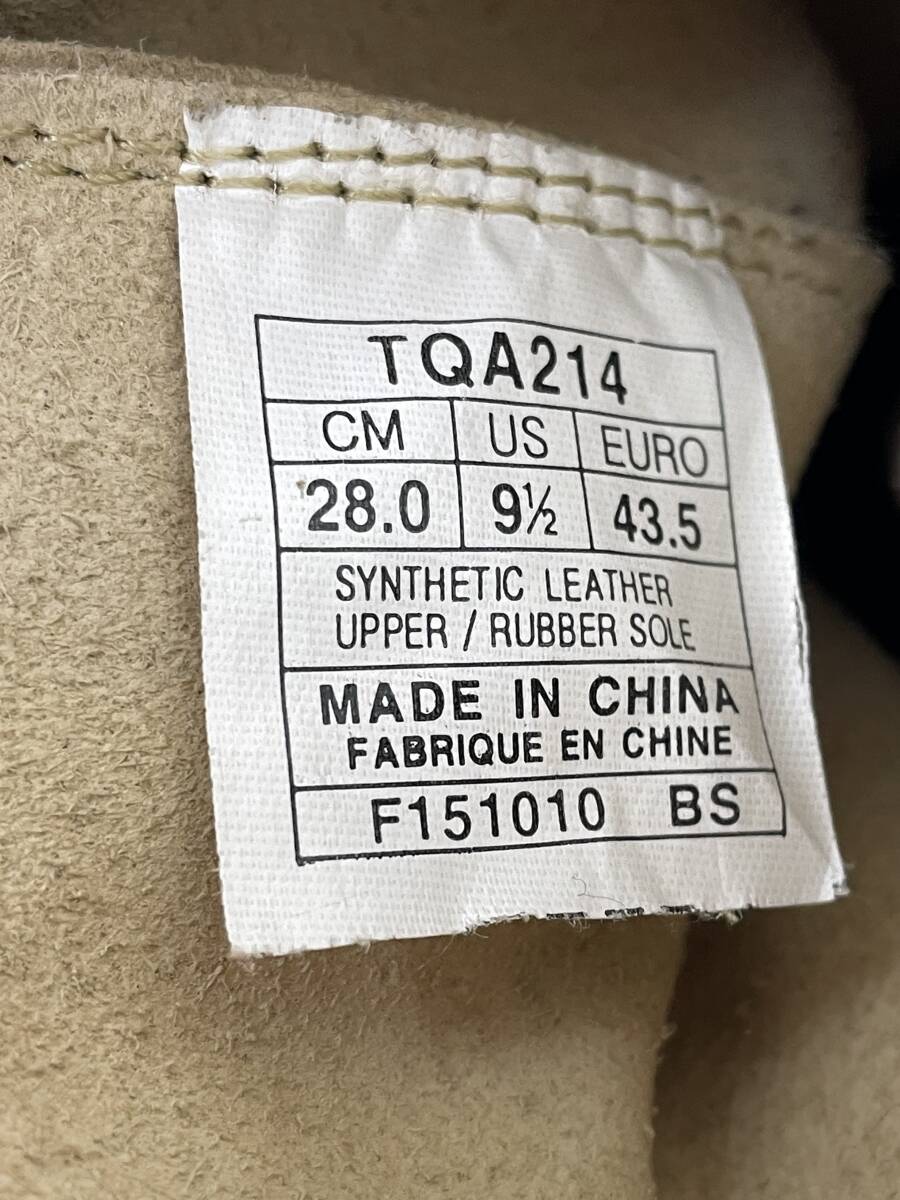 TQA214
CM US EURO
28.0 9½ 43.5
SYNTHETIC LEATHER
UPPER / RUBBER SOLE
MADE IN CHINA
FABRIQUE EN CHINE
F151010 BS